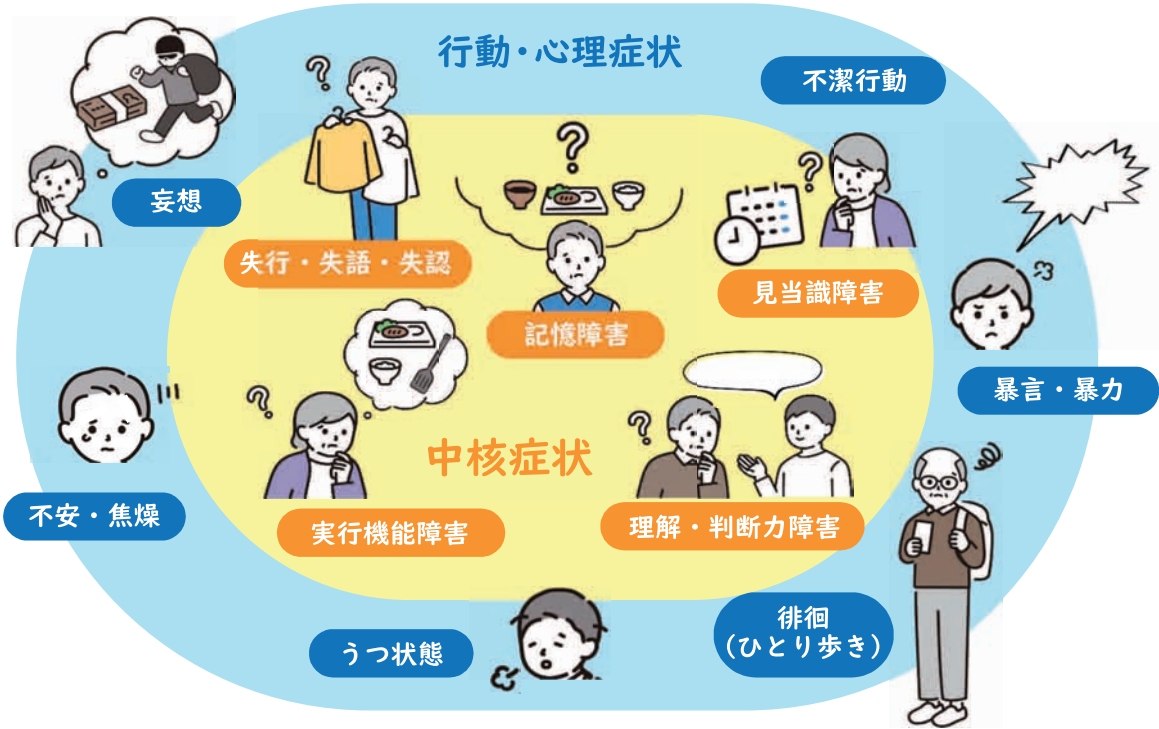 行動・心理症状
不潔行動
妄想
失行・失語・失認
見当識障害
記憶障害
暴言・暴力
中核症状
不安・焦燥
実行機能障害
理解・判断力障害
うつ状態
徘徊
（ひとり歩き）